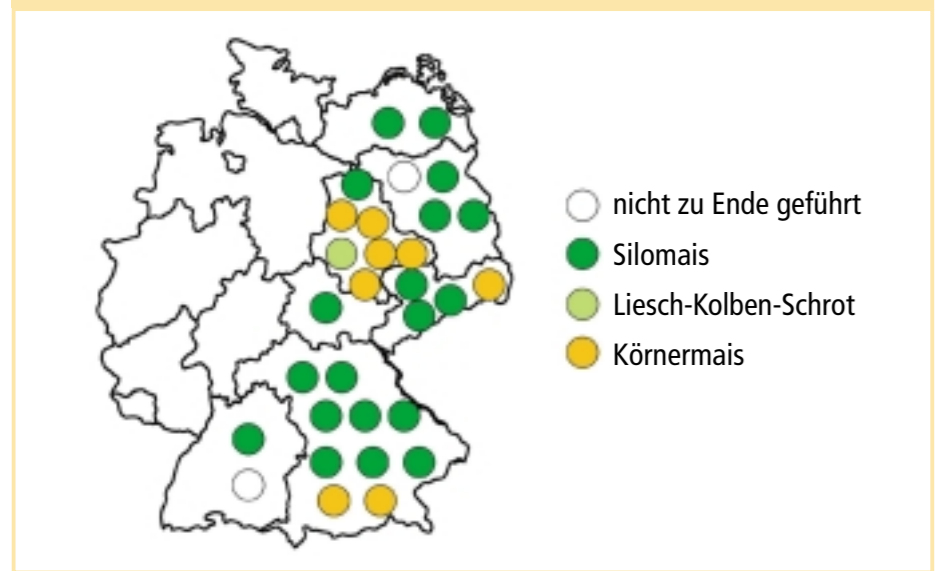 nicht zu Ende geführt
Silomais
Liesch-Kolben-Schrot
Körnermais